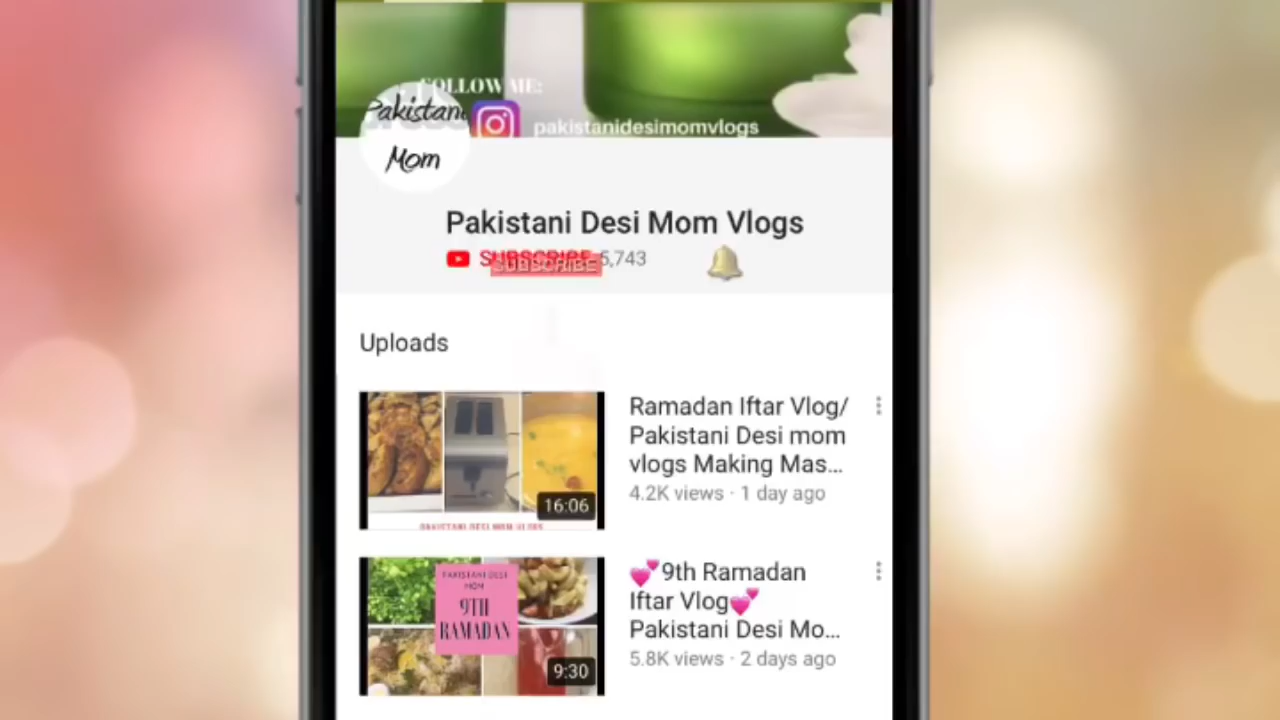 FOLLOW ME:
Pakistani
Mom
pakistanidesimomvlogs
Pakistani Desi Mom Vlogs
SUBSCRIBE 5,743
SUBSCRIBE
Uploads
Ramadan Iftar Vlog/
Pakistani Desi mom
vlogs Making Mas...
4.2K views · 1 day ago
16:06
PAKISTANI DESI MOM VLOGS
💕9th Ramadan
Iftar Vlog💕
Pakistani Desi Mo...
5.8K views · 2 days ago
PAKISTANI DESI
MOM
9TH
RAMADAN
9:30